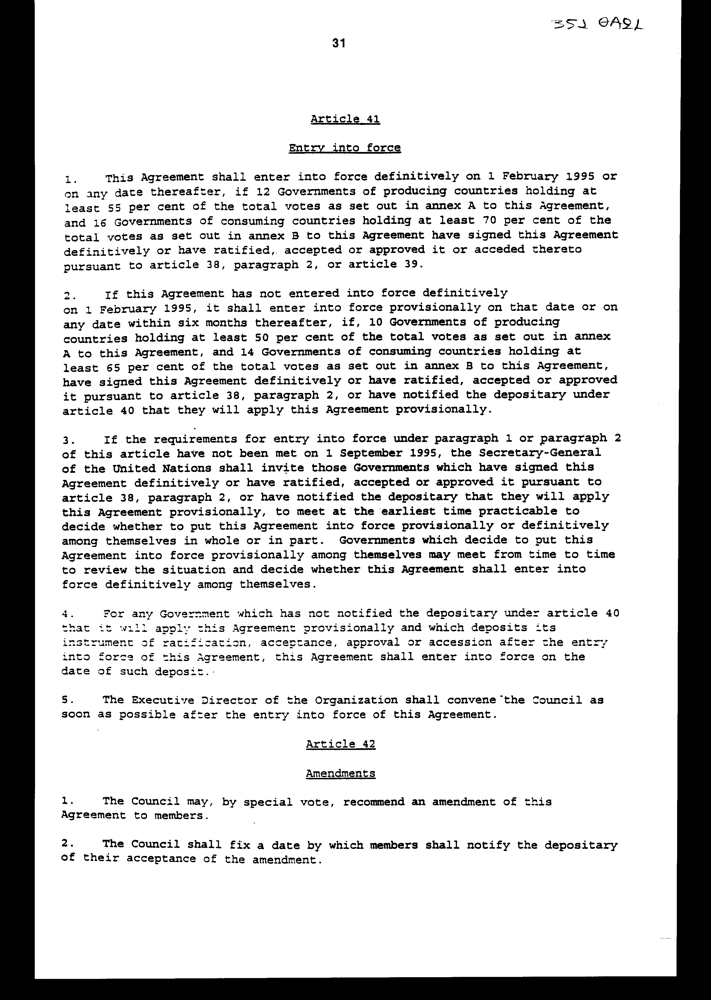 31
Article 41
Entry into force
1. This Agreement shall enter into force definitively on 1 February 1995 or
on any date thereafter, if 12 Governments of producing countries holding at
least 55 per cent of the total votes as set out in annex A to this Agreement,
and 16 Governments of consuming countries holding at least 70 per cent of the
total votes as set out in annex B to this Agreement have signed this Agreement
definitively or have ratified, accepted or approved it or acceded thereto
pursuant to article 38, paragraph 2, or article 39.
2. If this Agreement has not entered into force definitively
on 1 February 1995, it shall enter into force provisionally on that date or on
any date within six months thereafter, if, 10 Governments of producing
countries holding at least 50 per cent of the total votes as set out in annex
A to this Agreement, and 14 Governments of consuming countries holding at
least 65 per cent of the total votes as set out in annex B to this Agreement,
have signed this Agreement definitively or have ratified, accepted or approved
it pursuant to article 38, paragraph 2, or have notified the depositary under
article 40 that they will apply this Agreement provisionally.
3. If the requirements for entry into force under paragraph 1 or paragraph 2
of this article have not been met on 1 September 1995, the Secretary-General
of the United Nations shall invite those Governments which have signed this
Agreement definitively or have ratified, accepted or approved it pursuant to
article 38, paragraph 2, or have notified the depositary that they will apply
this Agreement provisionally, to meet at the earliest time practicable to
decide whether to put this Agreement into force provisionally or definitively
among themselves in whole or in part. Governments which decide to put this
Agreement into force provisionally among themselves may meet from time to time
to review the situation and decide whether this Agreement shall enter into
force definitively among themselves.
4. For any Government which has not notified the depositary under article 40
that it will apply this Agreement provisionally and which deposits its
instrument of ratification, acceptance, approval or accession after the entry
into force of this Agreement, this Agreement shall enter into force on the
date of such deposit.
5. The Executive Director of the Organization shall convene the Council as
soon as possible after the entry into force of this Agreement.
Article 42
Amendments
1. The Council may, by special vote, recommend an amendment of this
Agreement to members.
2. The Council shall fix a date by which members shall notify the depositary
of their acceptance of the amendment.